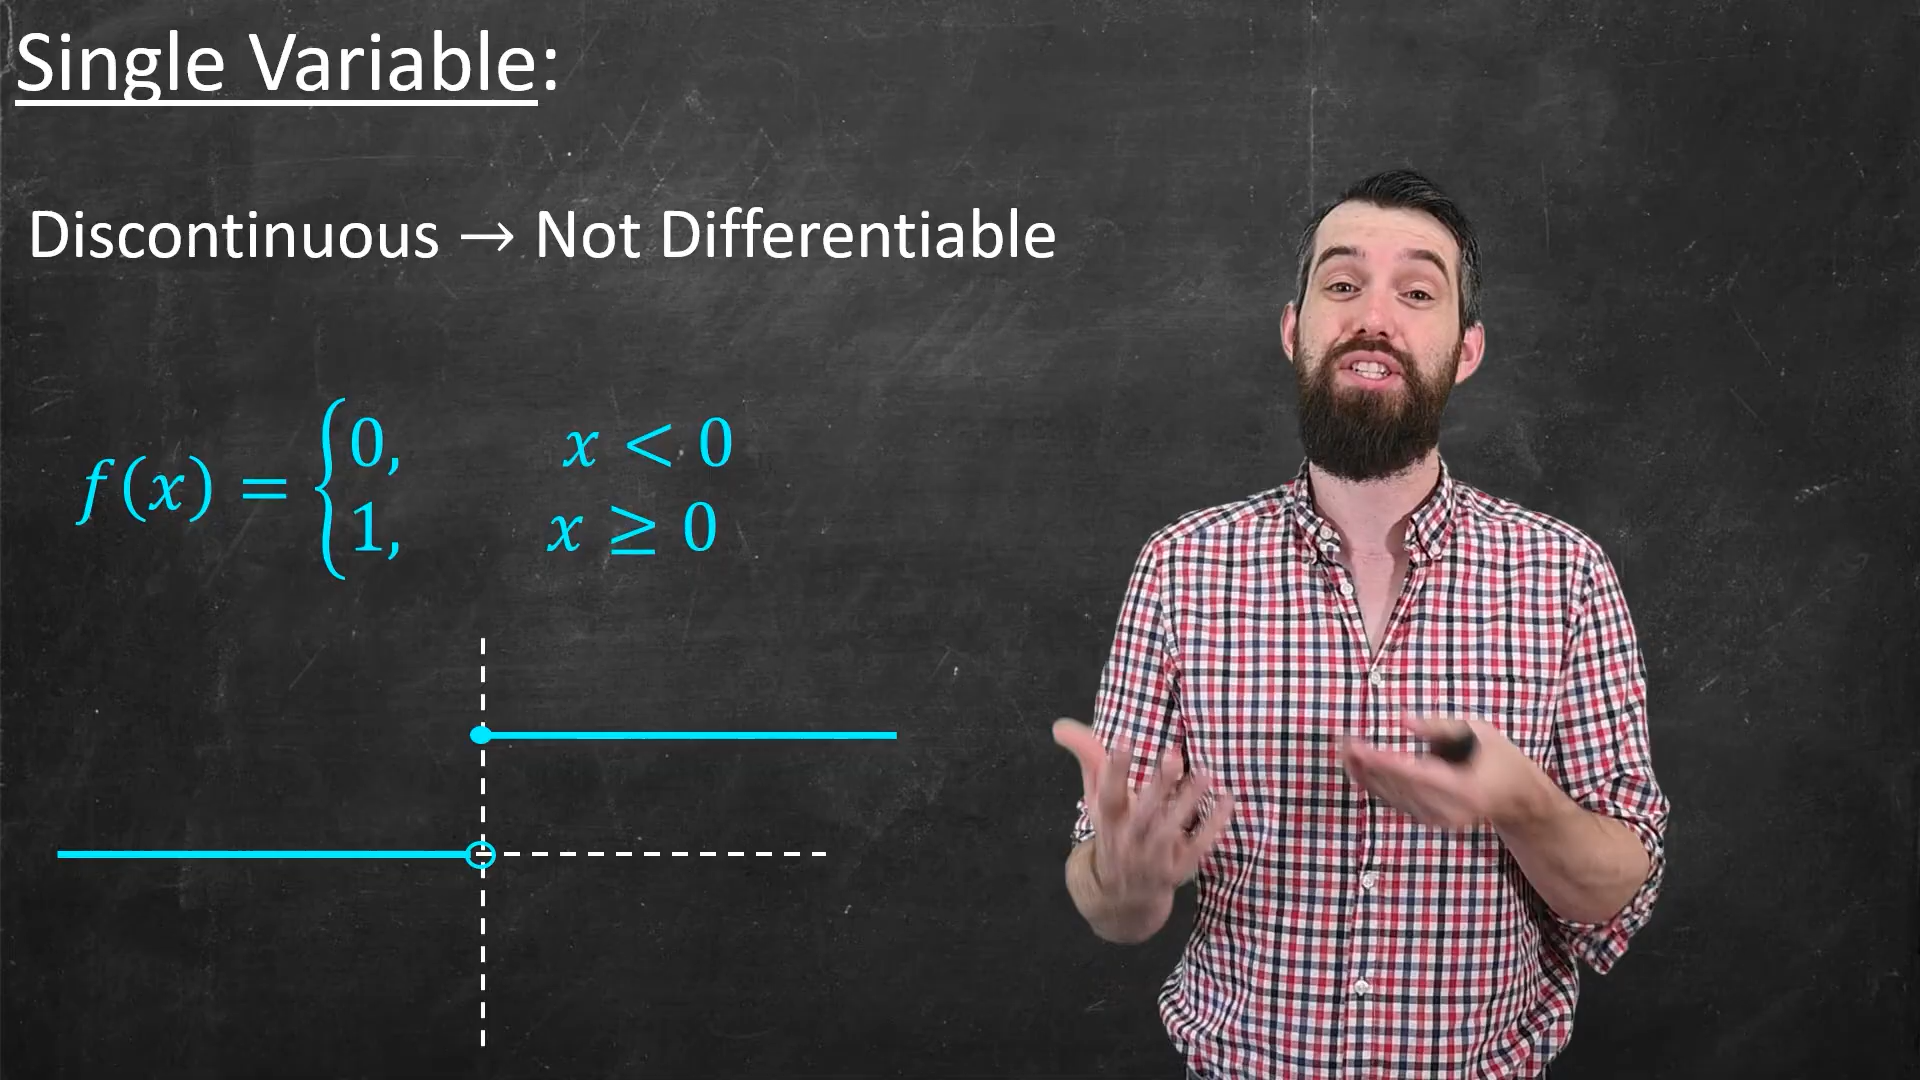 Single Variable:
Discontinuous → Not Differentiable
f(x) = {0, x < 0
1, x ≥ 0